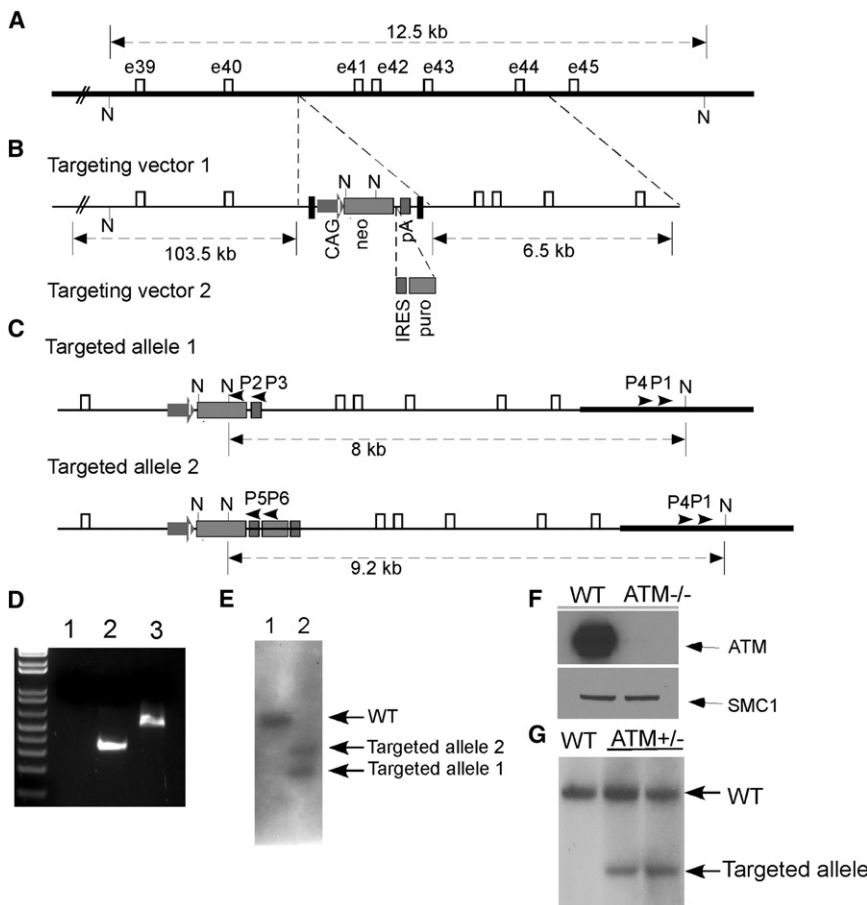 A
12.5 kb
e39 e40 e41 e42 e43 e44 e45
N N
B
Targeting vector 1
N N
N
CAG neo pA
103.5 kb 6.5 kb
Targeting vector 2
IRES puro
C
Targeted allele 1
N N P2 P3 P4 P1 N
8 kb
Targeted allele 2
N N P5 P6 P4 P1 N
9.2 kb
D
1 2 3
E
1 2
WT
Targeted allele 2
Targeted allele 1
F
WT ATM-/-
ATM
SMC1
G
WT ATM+/-
WT
Targeted allele